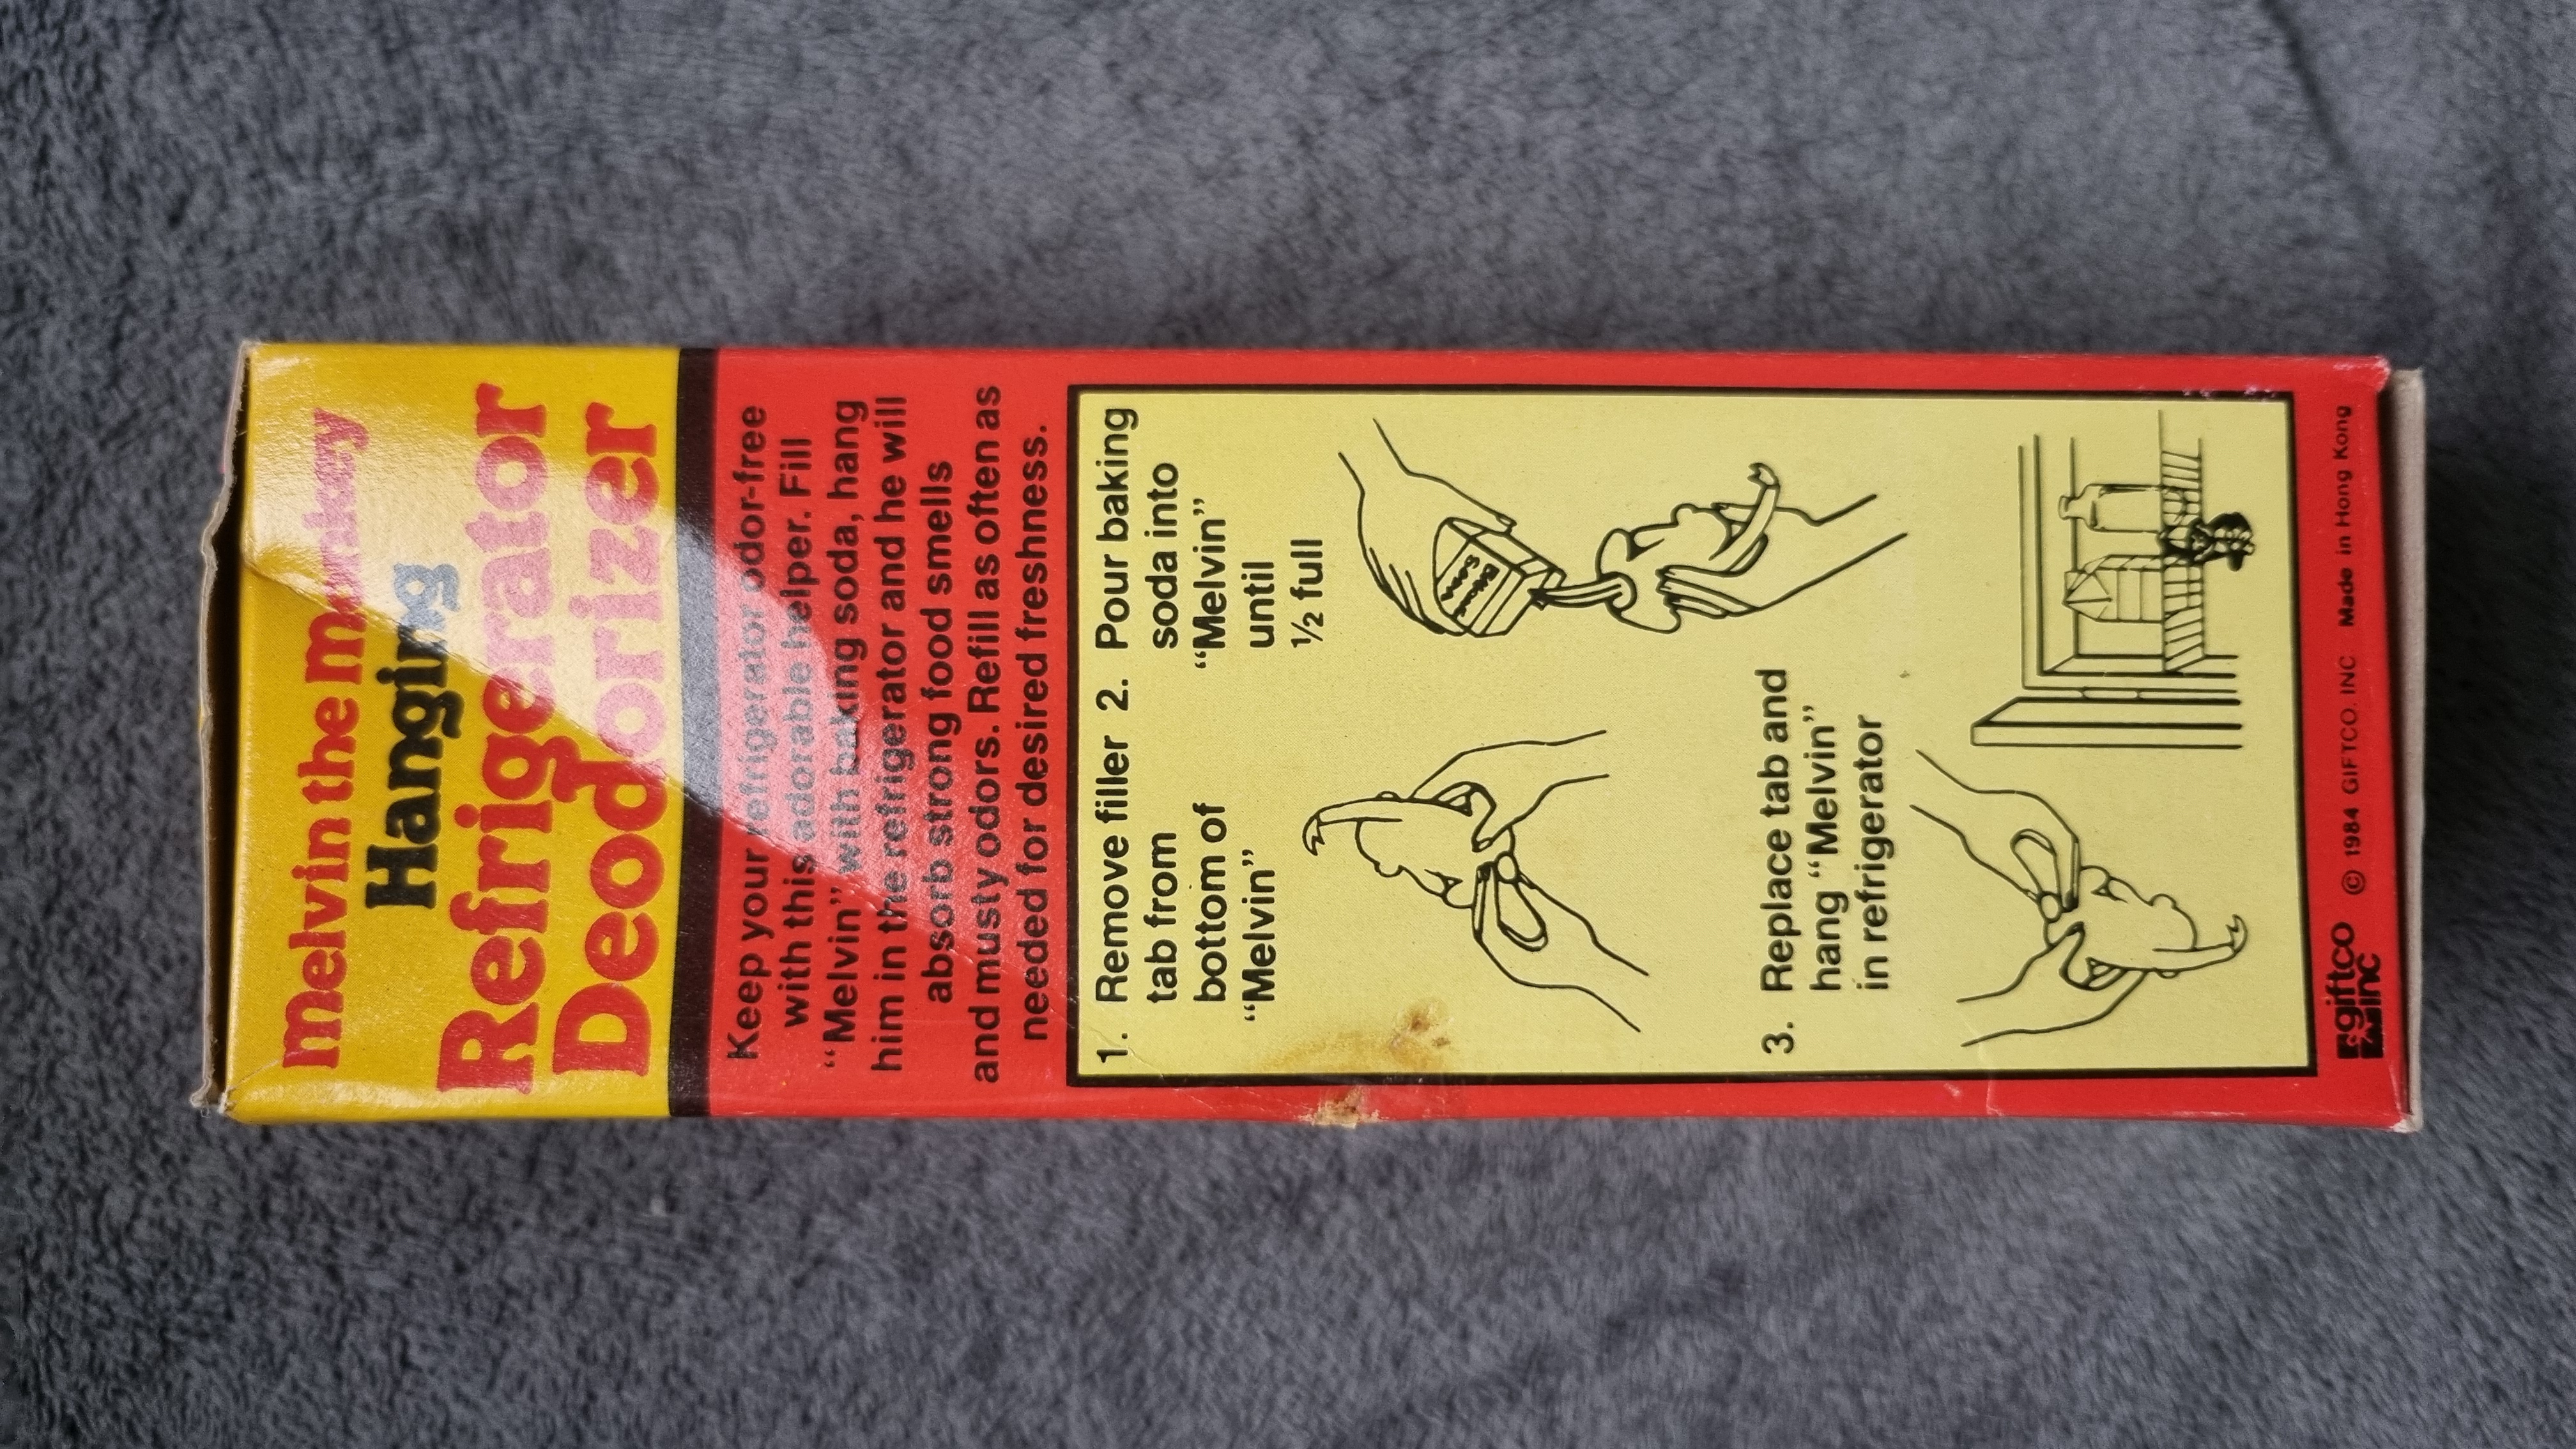 Melvin the Monkey
Hanging
Refrigerator
Deodorizer
Keep your refrigerator odor-free
with this adorable helper. Fill
“Melvin” with baking soda, hang
him in the refrigerator and he will
absorb strong food smells
and musty odors. Refill as often as
needed for desired freshness.
1. Remove filler
tab from
bottom of
“Melvin”
2. Pour baking
soda into
“Melvin”
until
½ full
Baking
Soda
3. Replace tab and
hang “Melvin”
in refrigerator
giftco
inc
© 1984 GIFTCO, INC Made in Hong Kong